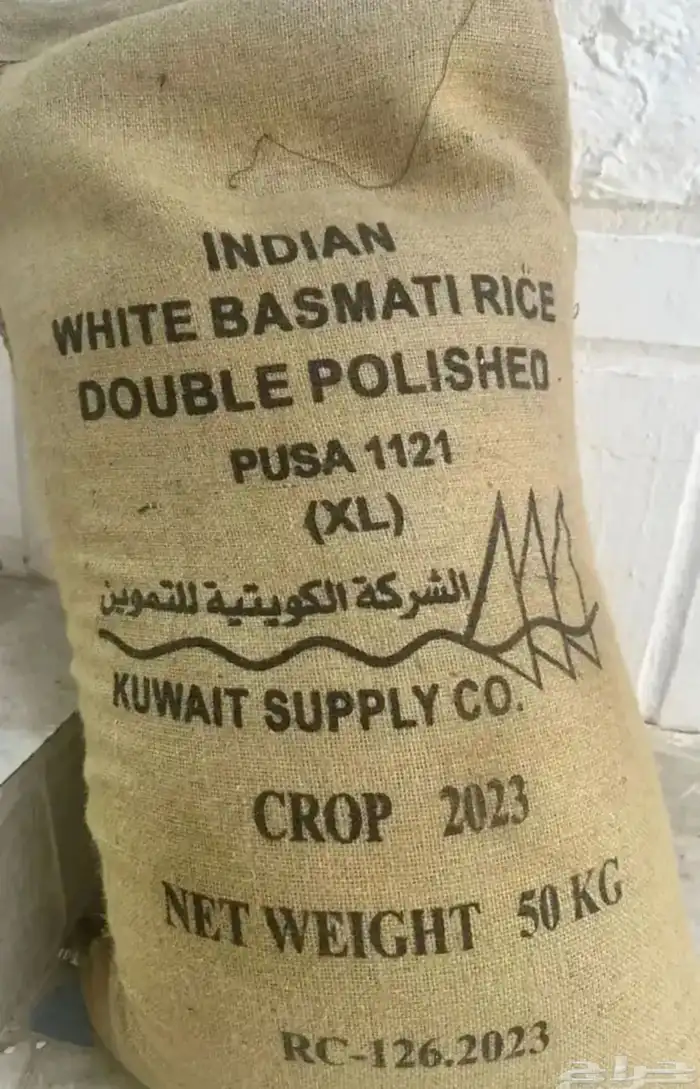 INDIAN
WHITE BASMATI RICE
DOUBLE POLISHED
PUSA 1121
(XL)
الشركة الكويتية للتموين
KUWAIT SUPPLY CO.
CROP 2023
NET WEIGHT 50 KG
RC-126.2023
حراج